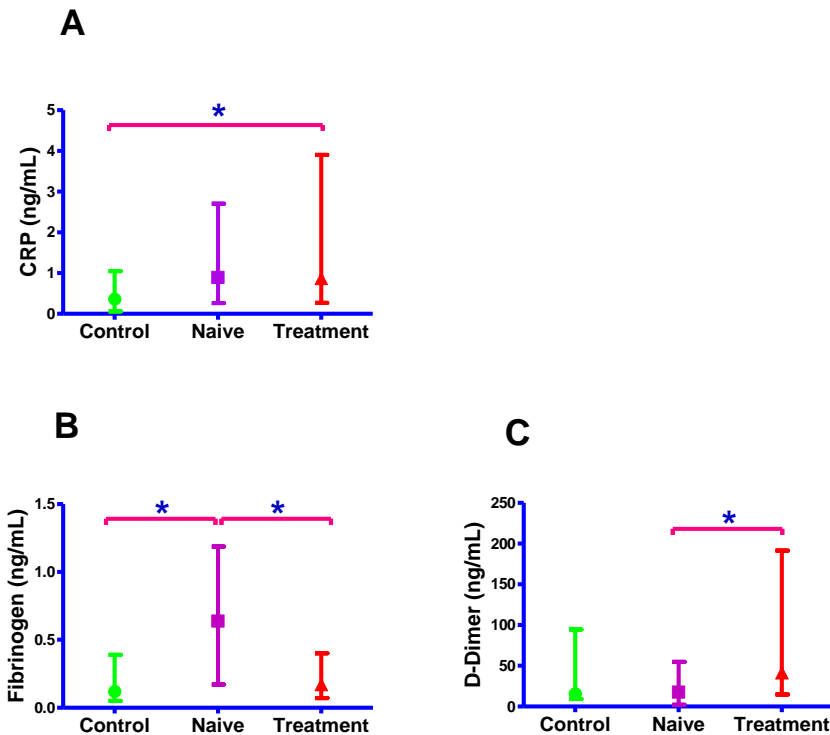 A
*
5
4
3
2
1
0
CRP (ng/mL)
Control Naive Treatment
B
* *
1.5
1.0
0.5
0.0
Fibrinogen (ng/mL)
Control Naive Treatment
C
*
250
200
150
100
50
0
D-Dimer (ng/mL)
Control Naive Treatment